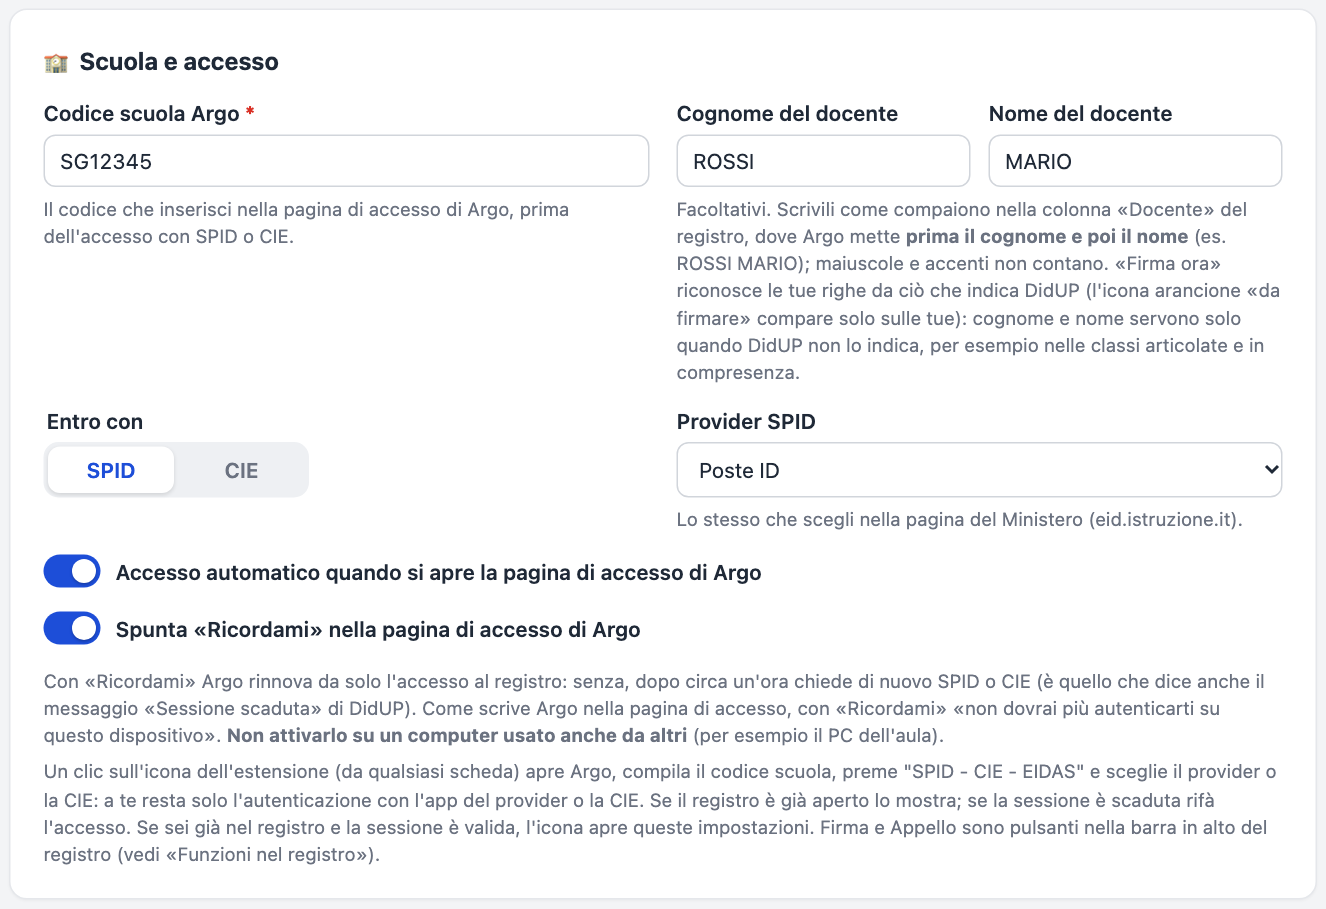 Scuola e accesso
Codice scuola Argo *
SG12345
Il codice che inserisci nella pagina di accesso di Argo, prima
dell'accesso con SPID o CIE.
Cognome del docente
ROSSI
Nome del docente
MARIO
Facoltativi. Scrivili come compaiono nella colonna «Docente» del
registro, dove Argo mette prima il cognome e poi il nome (es.
ROSSI MARIO); maiuscole e accenti non contano. «Firma ora»
riconosce le tue righe da ciò che indica DidUP (l'icona arancione «da
firmare» compare solo sulle tue): cognome e nome servono solo
quando DidUP non lo indica, per esempio nelle classi articolate e in
compresenza.
Entro con
SPID CIE
Provider SPID
Poste ID
Lo stesso che scegli nella pagina del Ministero (eid.istruzione.it).
Accesso automatico quando si apre la pagina di accesso di Argo
Spunta «Ricordami» nella pagina di accesso di Argo
Con «Ricordami» Argo rinnova da solo l'accesso al registro: senza, dopo circa un'ora chiede di nuovo SPID o CIE (è quello che dice anche il
messaggio «Sessione scaduta» di DidUP). Come scrive Argo nella pagina di accesso, con «Ricordami» «non dovrai più autenticarti su
questo dispositivo». Non attivarlo su un computer usato anche da altri (per esempio il PC dell'aula).
Un clic sull'icona dell'estensione (da qualsiasi scheda) apre Argo, compila il codice scuola, preme "SPID - CIE - EIDAS" e sceglie il provider o
la CIE: a te resta solo l'autenticazione con l'app del provider o la CIE. Se il registro è già aperto lo mostra; se la sessione è scaduta rifà
l'accesso. Se sei già nel registro e la sessione è valida, l'icona apre queste impostazioni. Firma e Appello sono pulsanti nella barra in alto del
registro (vedi «Funzioni nel registro»).